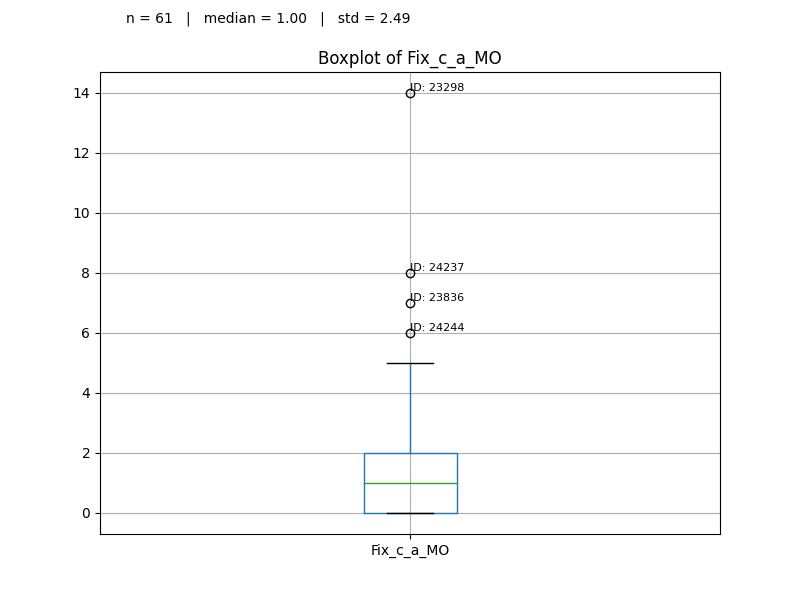 n = 61   |   median = 1.00   |   std = 2.49
Boxplot of Fix_c_a_MO
14
ID: 23298
12
10
8
ID: 24237
ID: 23836
6
ID: 24244
4
2
0
Fix_c_a_MO